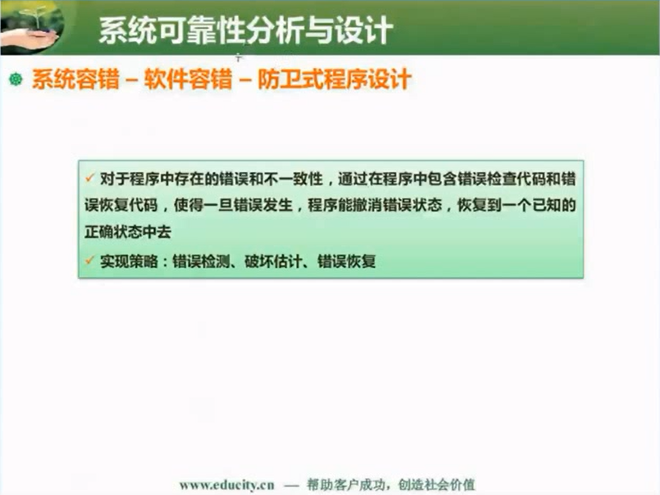 系统可靠性分析与设计
系统容错 – 软件容错 – 防卫式程序设计
✓ 对于程序中存在的错误和不一致性，通过在程序中包含错误检查代码和错
误恢复代码，使得一旦错误发生，程序能撤消错误状态，恢复到一个已知的
正确状态中去
✓ 实现策略：错误检测、破坏估计、错误恢复
www.educity.cn — 帮助客户成功，创造社会价值